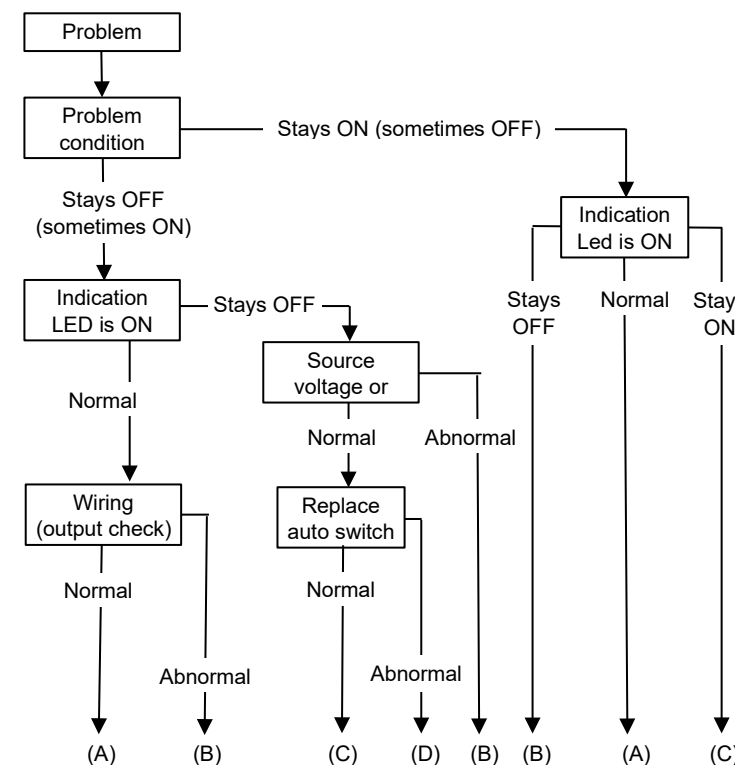 Problem
Problem
condition
Stays ON (sometimes OFF)
Stays OFF
(sometimes ON)
Indication
Led is ON
Indication
LED is ON
Stays OFF
Stays
OFF
Normal
Stay
ON
Source
voltage or
Normal
Normal
Abnormal
Wiring
(output check)
Replace
auto switch
Normal
Normal
Abnormal
Abnormal
(A)
(B)
(C)
(D)
(B)
(B)
(A)
(C)